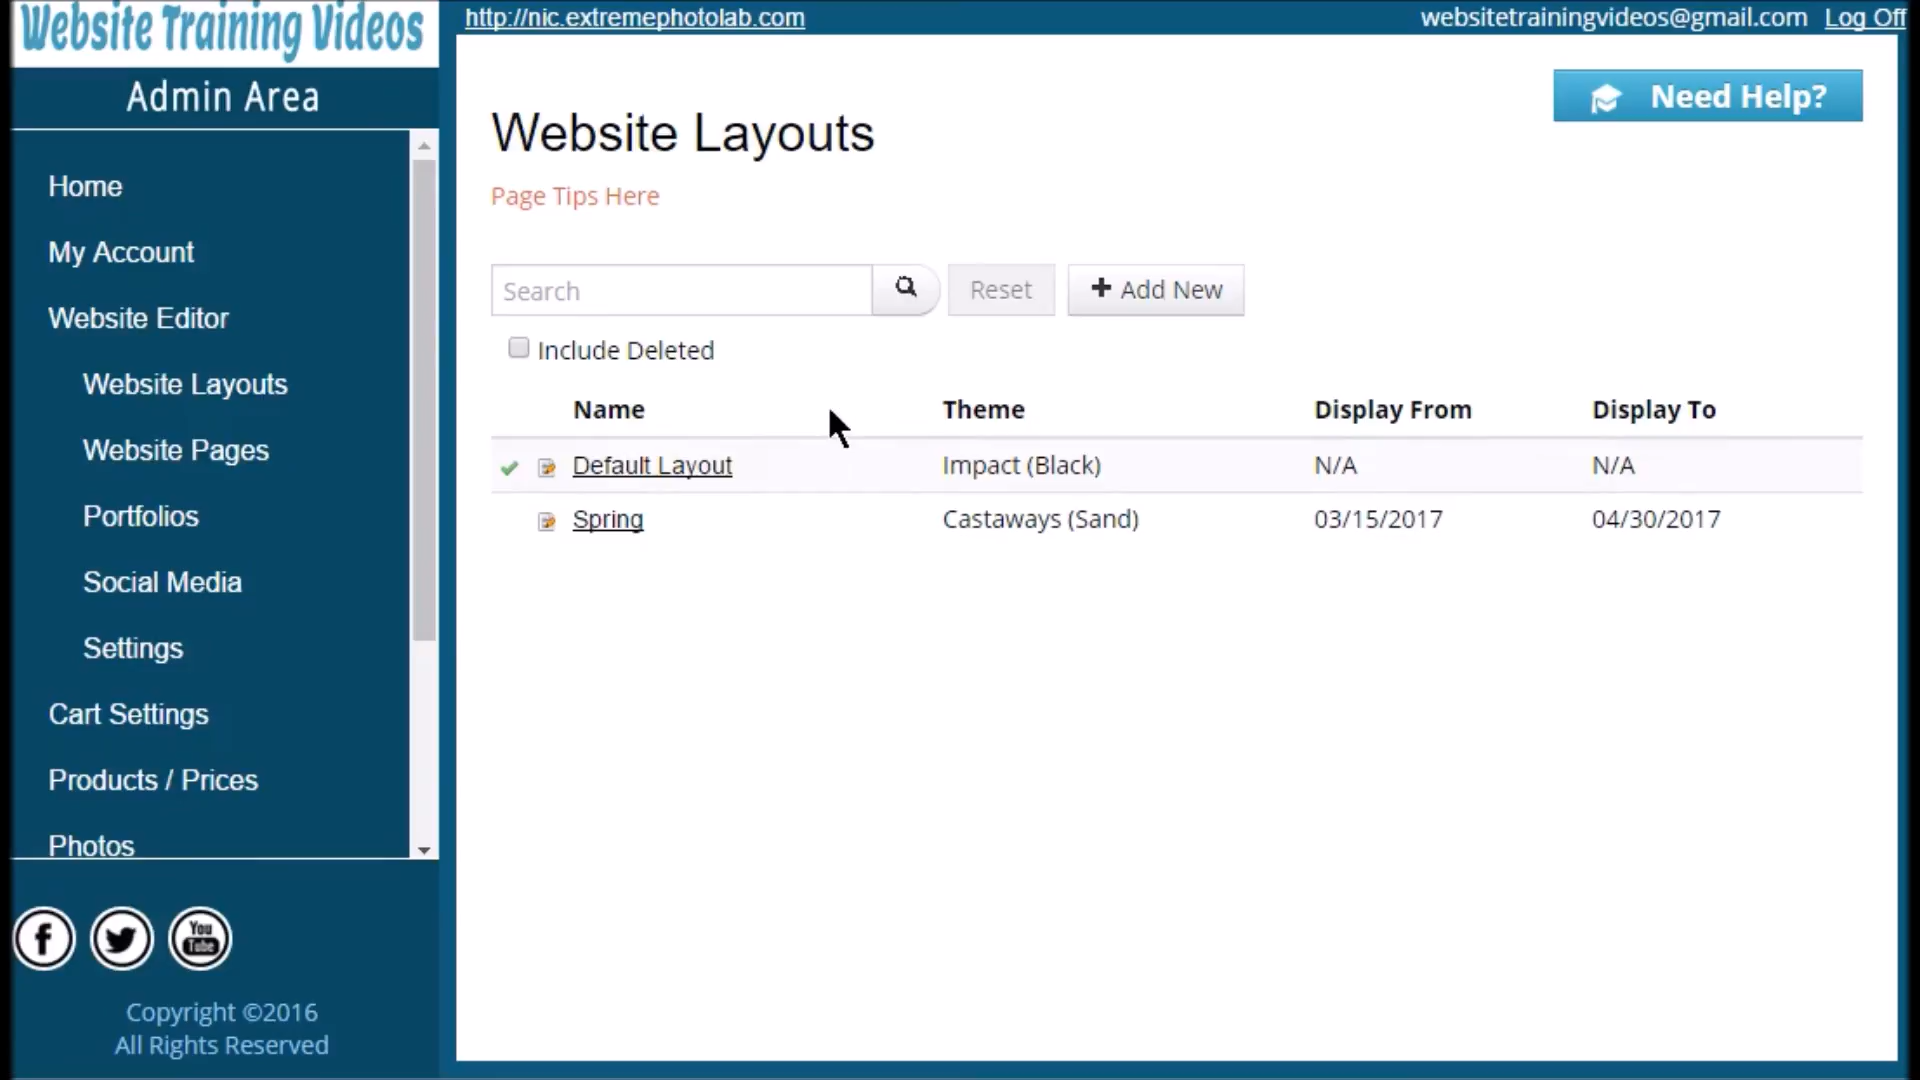 Website Training Videos
http://nic.extremephotolab.com
websitetrainingvideos@gmail.com Log Off
Admin Area
Need Help?
Website Layouts
Page Tips Here
Home
My Account
Website Editor
Website Layouts
Website Pages
Portfolios
Social Media
Settings
Cart Settings
Products / Prices
Photos
Search
Reset
Add New
Include Deleted
Name Theme Display From Display To
Default Layout Impact (Black) N/A N/A
Spring Castaways (Sand) 03/15/2017 04/30/2017
f
You
Tube
Copyright ©2016
All Rights Reserved